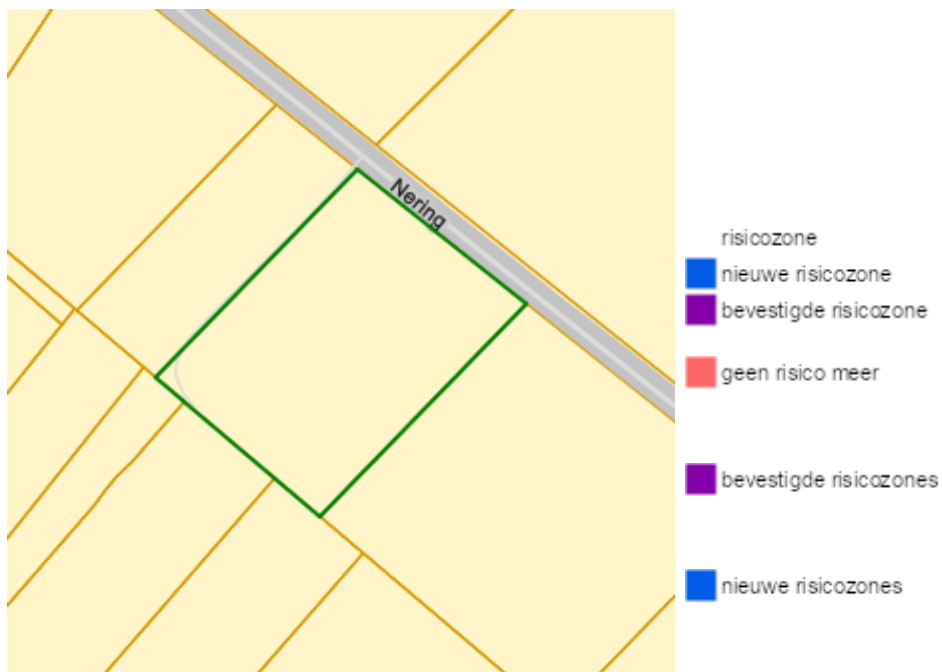 Nering
risicozone
nieuwe risicozone
bevestigde risicozone
geen risico meer
bevestigde risicozones
nieuwe risicozones